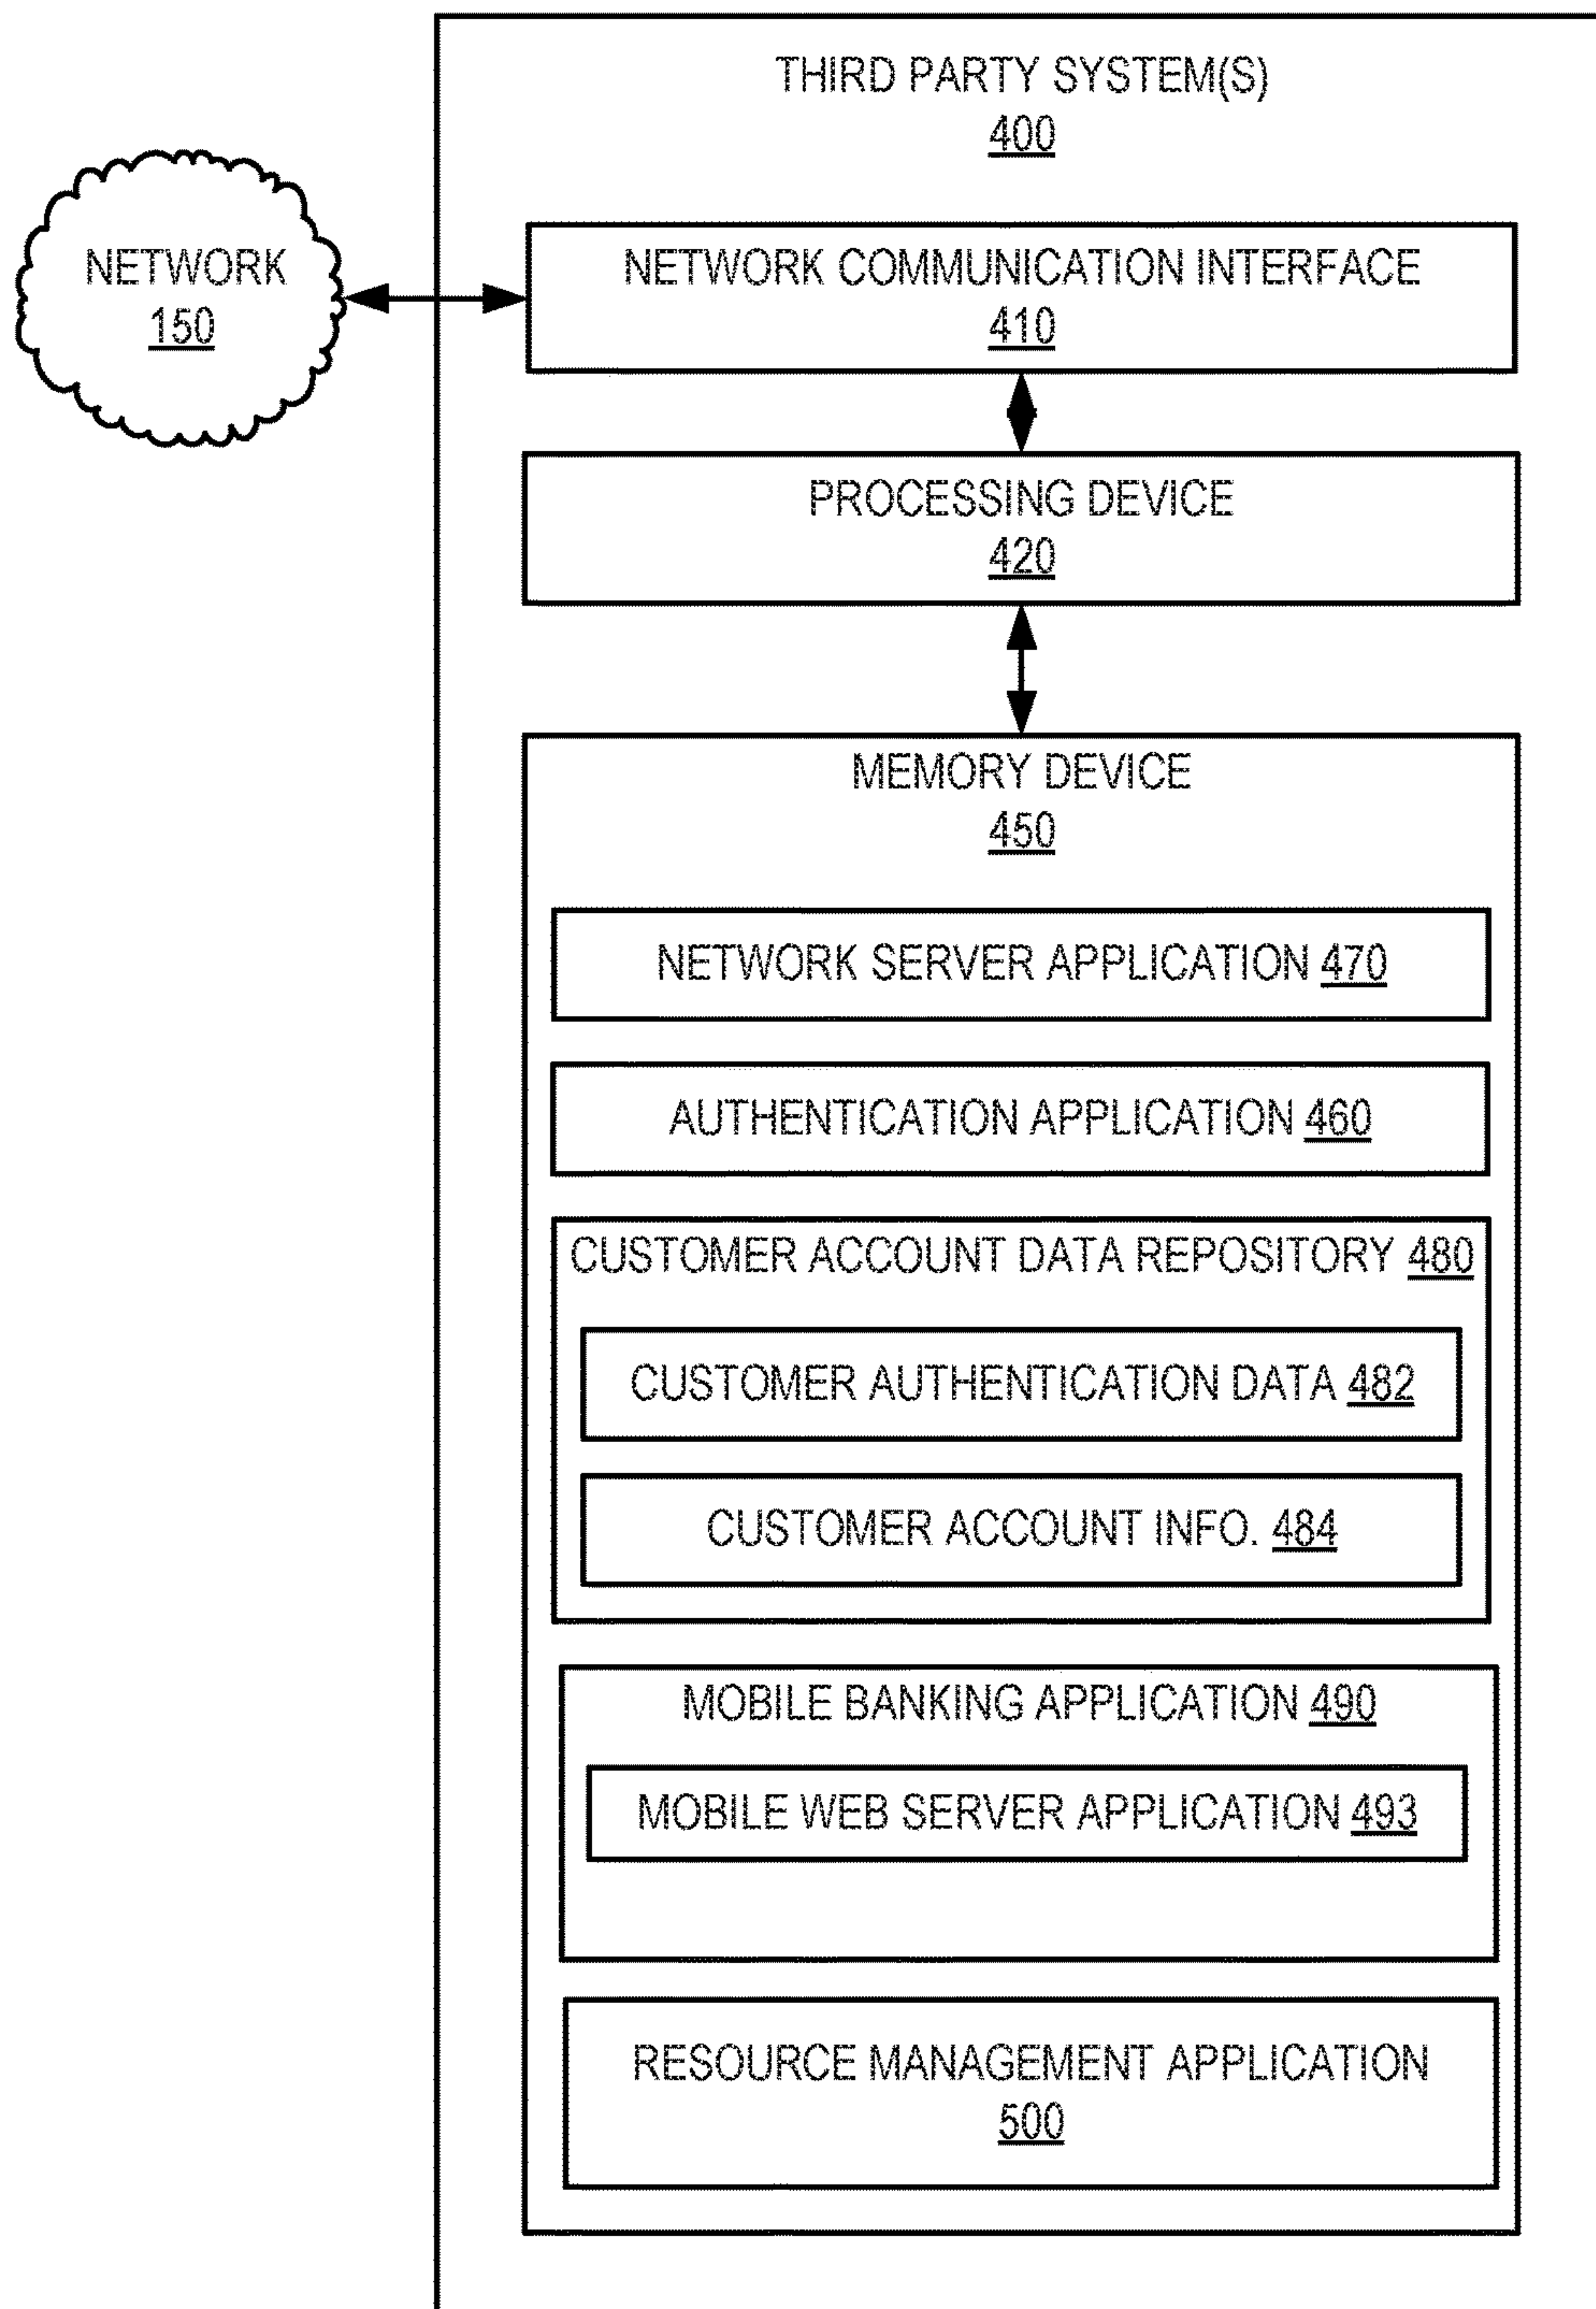 THIRD PARTY SYSTEM(S)
400
NETWORK
150
NETWORK COMMUNICATION INTERFACE
410
PROCESSING DEVICE
420
MEMORY DEVICE
450
NETWORK SERVER APPLICATION 470
AUTHENTICATION APPLICATION 460
CUSTOMER ACCOUNT DATA REPOSITORY 480
CUSTOMER AUTHENTICATION DATA 482
CUSTOMER ACCOUNT INFO. 484
MOBILE BANKING APPLICATION 490
MOBILE WEB SERVER APPLICATION 493
RESOURCE MANAGEMENT APPLICATION
500